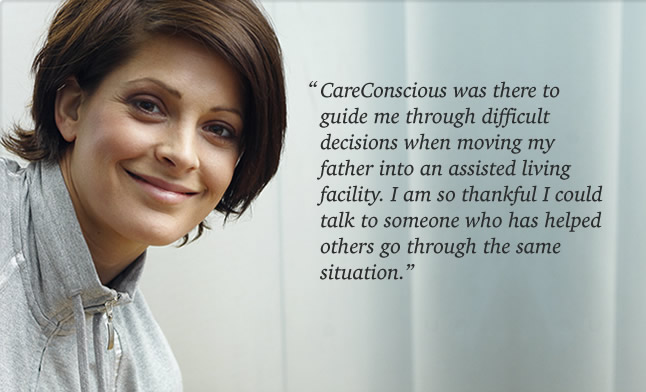 “CareConscious was there to
guide me through difficult
decisions when moving my
father into an assisted living
facility. I am so thankful I could
talk to someone who has helped
others go through the same
situation.”